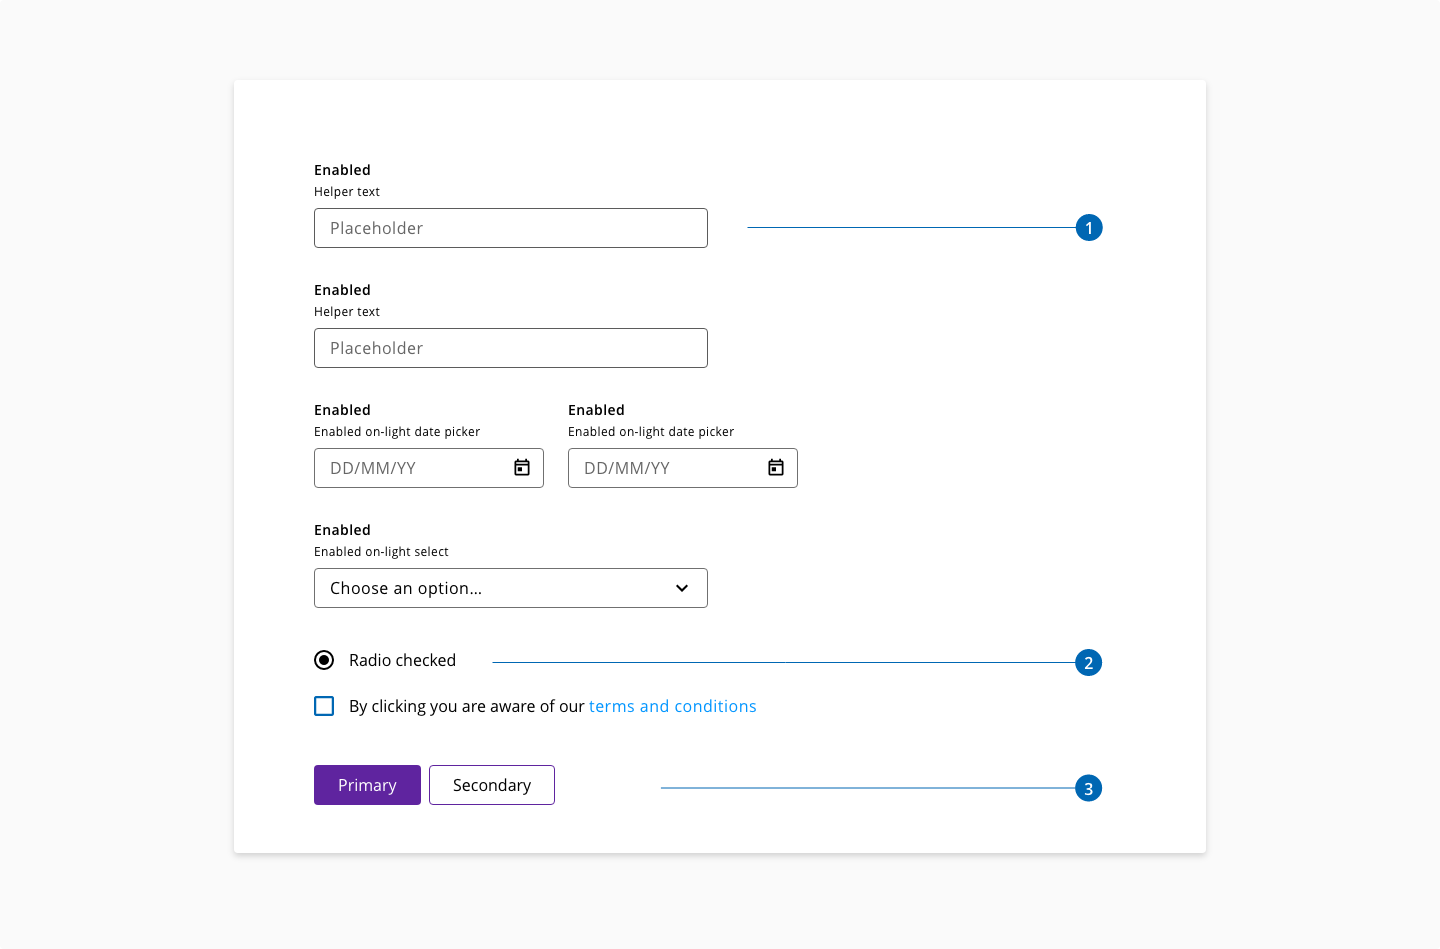 Enabled
Helper text
Placeholder
1
Enabled
Helper text
Placeholder
Enabled Enabled
Enabled on-light date picker Enabled on-light date picker
DD/MM/YY DD/MM/YY
Enabled
Enabled on-light select
Choose an option...
Radio checked
2
By clicking you are aware of our terms and conditions
Primary Secondary
3